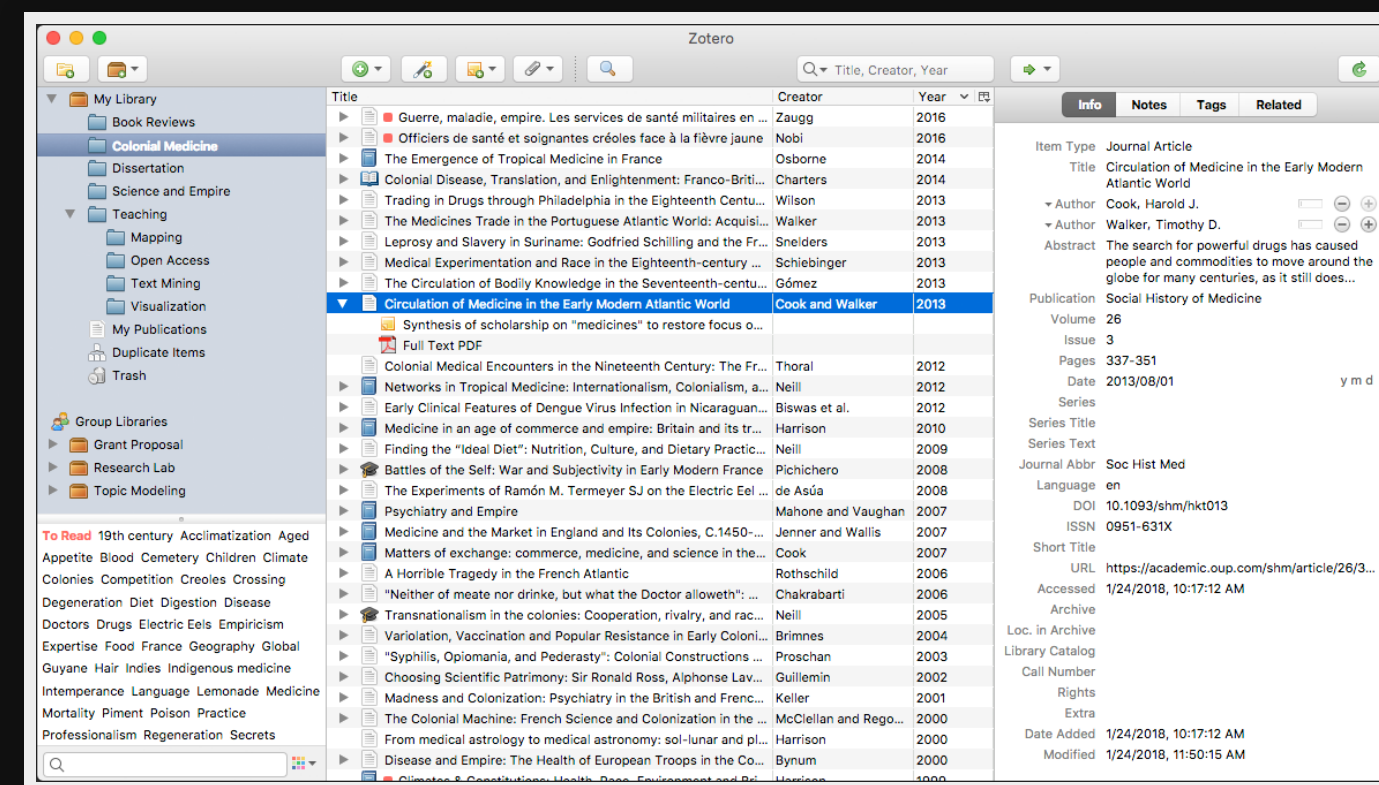 Zotero
Title, Creator, Year
My Library
Book Reviews
Colonial Medicine
Dissertation
Science and Empire
Teaching
Mapping
Open Access
Text Mining
Visualization
My Publications
Duplicate Items
Trash
Group Libraries
Grant Proposal
Research Lab
Topic Modeling
To Read 19th century Acclimatization Aged
Appetite Blood Cemetery Children Climate
Colonies Competition Creoles Crossing
Degeneration Diet Digestion Disease
Doctors Drugs Electric Eels Empiricism
Expertise Food France Geography Global
Guyane Hair Indies Indigenous medicine
Intemperance Language Lemonade Medicine
Mortality Piment Poison Practice
Professionalism Regeneration Secrets
Title Creator Year
Guerre, maladie, empire. Les services de santé militaires en ... Zaugg 2016
Officiers de santé et soignantes créoles face à la fièvre jaune Nobi 2016
The Emergence of Tropical Medicine in France Osborne 2014
Colonial Disease, Translation, and Enlightenment: Franco-Briti... Charters 2014
Trading in Drugs through Philadelphia in the Eighteenth Centu... Wilson 2013
The Medicines Trade in the Portuguese Atlantic World: Acquisi... Walker 2013
Leprosy and Slavery in Suriname: Godfried Schilling and the Fr... Snelders 2013
Medical Experimentation and Race in the Eighteenth-century ... Schiebinger 2013
The Circulation of Bodily Knowledge in the Seventeenth-centu... Gómez 2013
Circulation of Medicine in the Early Modern Atlantic World Cook and Walker 2013
Synthesis of scholarship on "medicines" to restore focus o...
Full Text PDF
Colonial Medical Encounters in the Nineteenth Century: The Fr... Thoral 2012
Networks in Tropical Medicine: Internationalism, Colonialism, a... Neill 2012
Early Clinical Features of Dengue Virus Infection in Nicaraguan... Biswas et al. 2012
Medicine in an age of commerce and empire: Britain and its tr... Harrison 2010
Finding the “Ideal Diet”: Nutrition, Culture, and Dietary Practic... Neill 2009
Battles of the Self: War and Subjectivity in Early Modern France Pichichero 2008
The Experiments of Ramón M. Termeyer SJ on the Electric Eel ... de Asúa 2008
Psychiatry and Empire Mahone and Vaughan 2007
Medicine and the Market in England and Its Colonies, C.1450-... Jenner and Wallis 2007
Matters of exchange: commerce, medicine, and science in the... Cook 2007
A Horrible Tragedy in the French Atlantic Rothschild 2006
"Neither of meate nor drinke, but what the Doctor alloweth": ... Chakrabarti 2006
Transnationalism in the colonies: Cooperation, rivalry, and rac... Neill 2005
Variolation, Vaccination and Popular Resistance in Early Coloni... Brimnes 2004
"Syphilis, Opiomania, and Pederasty": Colonial Constructions ... Proschan 2003
Choosing Scientific Patrimony: Sir Ronald Ross, Alphonse Lav... Guillemin 2002
Madness and Colonization: Psychiatry in the British and Frenc... Keller 2001
The Colonial Machine: French Science and Colonization in the ... McClellan and Rego... 2000
From medical astrology to medical astronomy: sol-lunar and pl... Harrison 2000
Disease and Empire: The Health of European Troops in the Co... Bynum 2000
Climates & Constitutions: Health, Race, Environment and Bri... Harrison 1999
Info Notes Tags Related
Item Type Journal Article
Title Circulation of Medicine in the Early Modern
Atlantic World
Author Cook, Harold J.
Author Walker, Timothy D.
Abstract The search for powerful drugs has caused
people and commodities to move around the
globe for many centuries, as it still does...
Publication Social History of Medicine
Volume 26
Issue 3
Pages 337-351
Date 2013/08/01 y m d
Series
Series Title
Series Text
Journal Abbr Soc Hist Med
Language en
DOI 10.1093/shm/hkt013
ISSN 0951-631X
Short Title
URL https://academic.oup.com/shm/article/26/3...
Accessed 1/24/2018, 10:17:12 AM
Archive
Loc. in Archive
Library Catalog
Call Number
Rights
Extra
Date Added 1/24/2018, 10:17:12 AM
Modified 1/24/2018, 11:50:15 AM